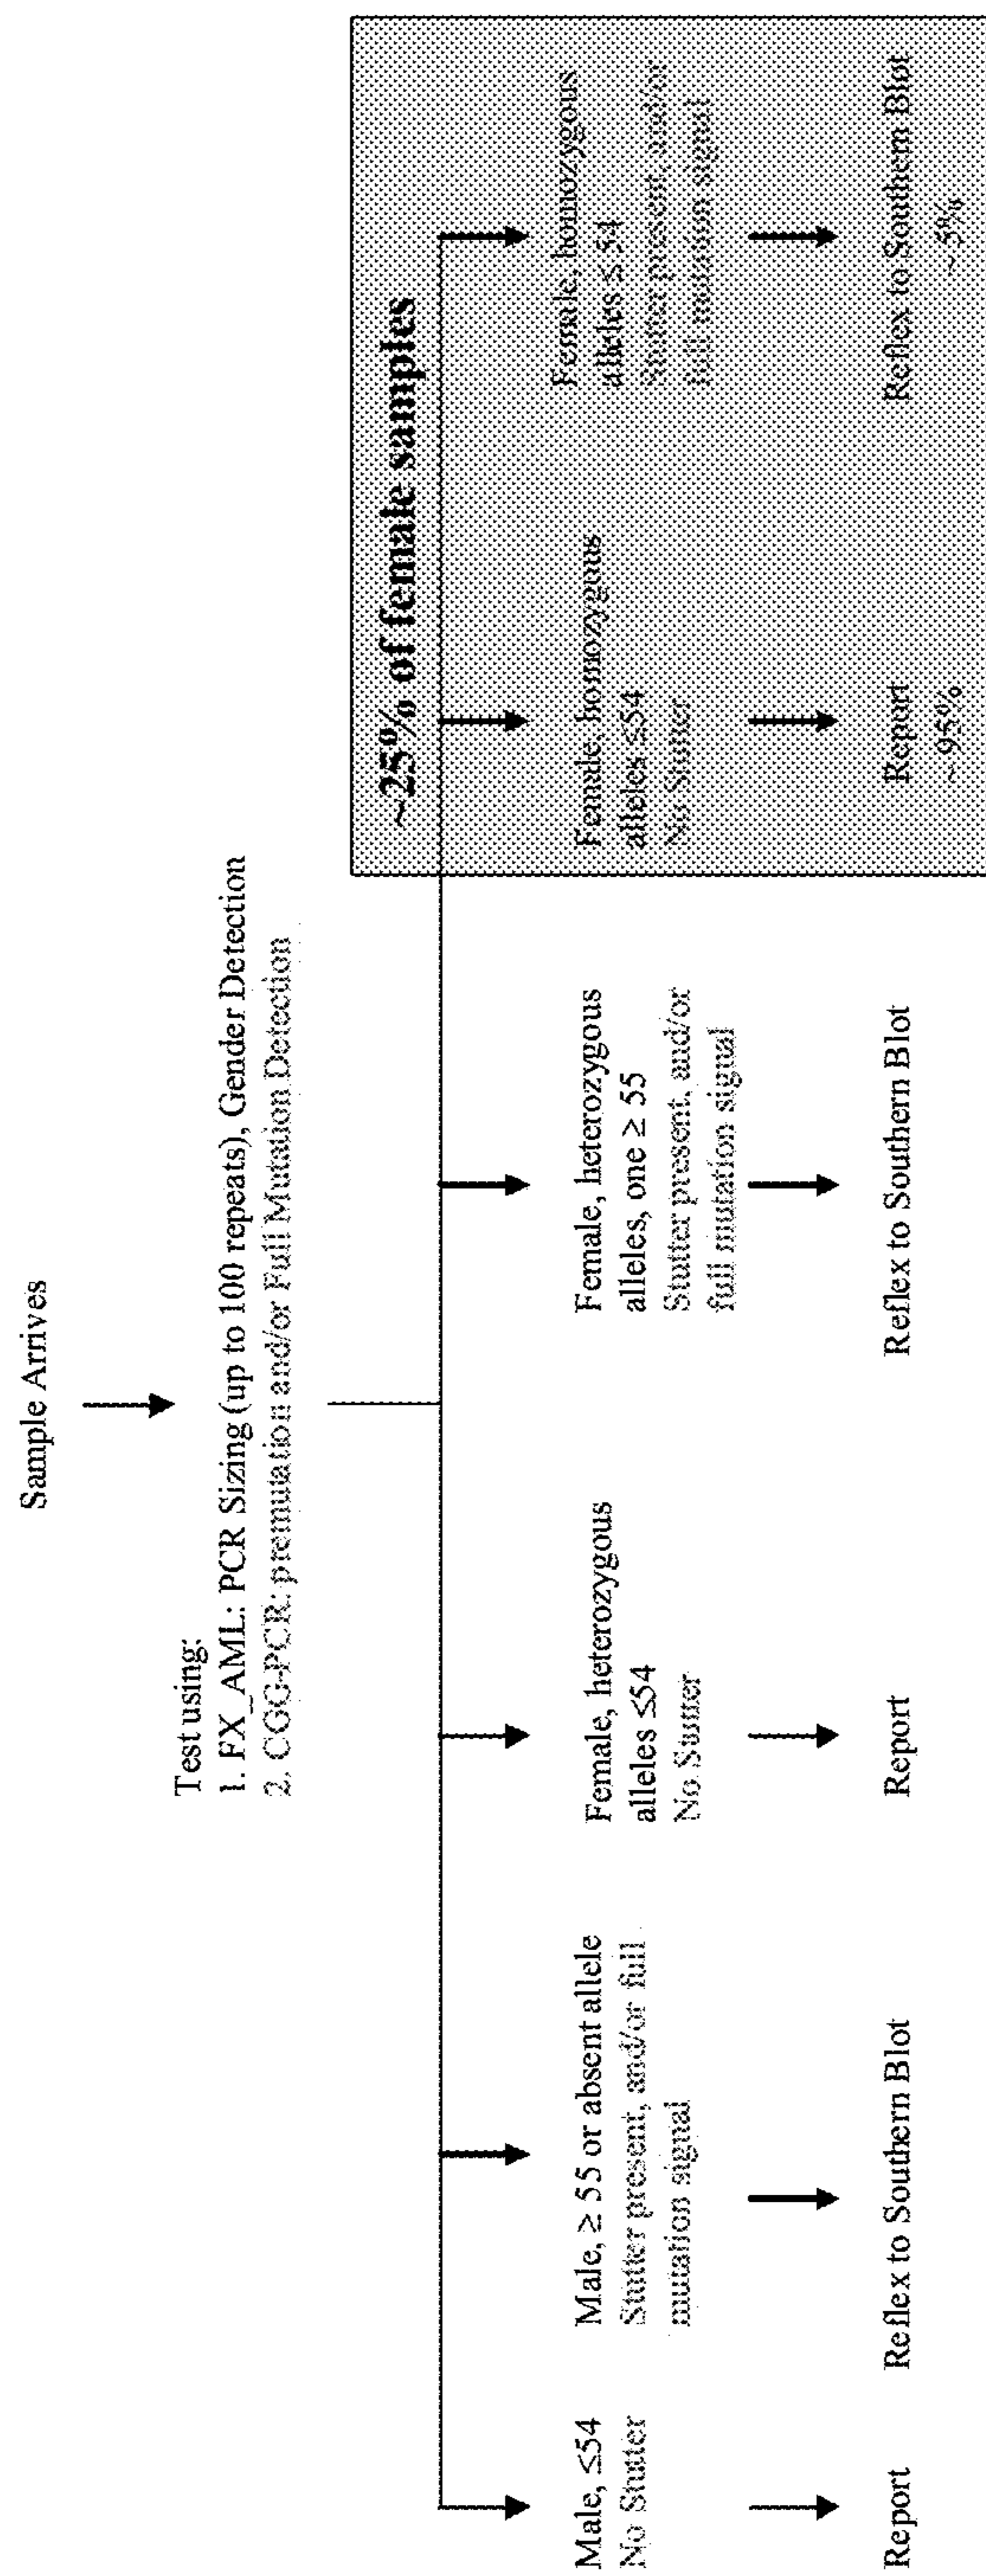 Sample Arrives
Test using:
1. FX_AML: PCR Sizing (up to 100 repeats), Gender Detection
2. CGG-PCR: premutation and/or Full Mutation Detection
~25% of female samples
Male, ≤54
No Stutter
Report
Male, ≥ 55 or absent allele
Stutter present, and/or full
mutation signal
Reflex to Southern Blot
Female, heterozygous
alleles ≤54
No Stutter
Report
Female, heterozygous
alleles, one ≥ 55
Stutter present, and/or
full mutation signal
Reflex to Southern Blot
Female, homozygous
alleles ≤54
No Stutter
Report
~95%
Female, homozygous
alleles ≤ 54
Stutter present, and/or
full mutation signal
Reflex to Southern Blot
~5%